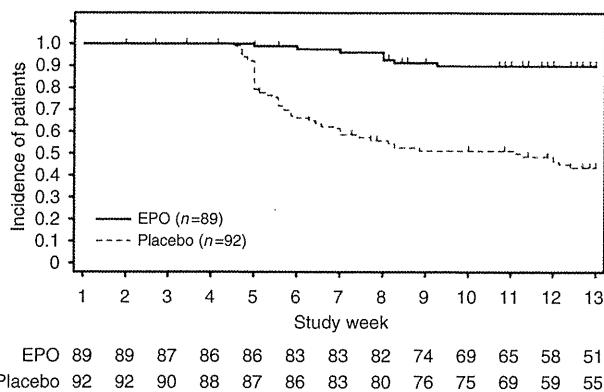 1.0
0.9
0.8
0.7
0.6
0.5
0.4
0.3
0.2
0.1
0
Incidence of patients
EPO (n=89)
Placebo (n=92)
1 2 3 4 5 6 7 8 9 10 11 12 13
Study week
EPO 89 89 87 86 86 83 83 82 74 69 65 58 51
Placebo 92 92 90 88 87 86 83 80 76 75 69 59 55